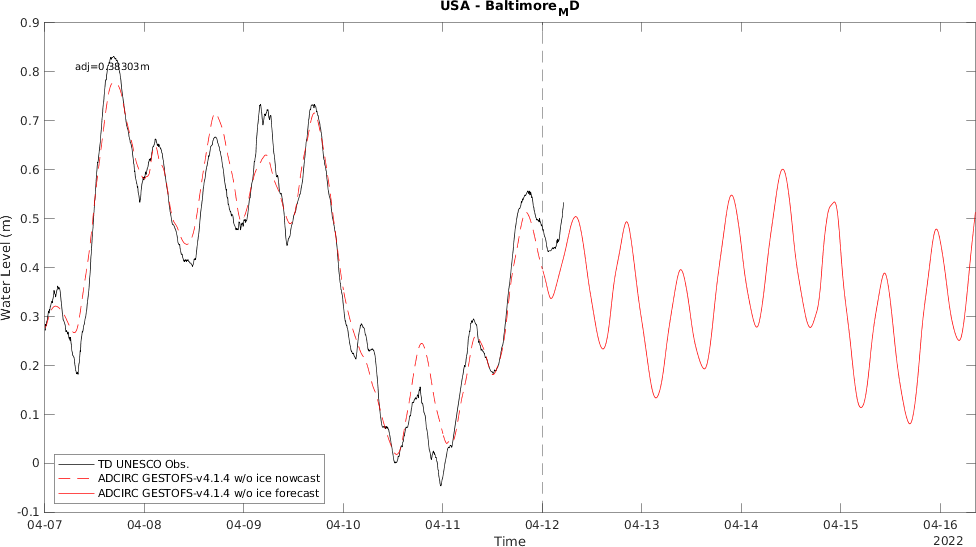 USA - Baltimore_MD
adj=0.38303m
Water Level (m)
0.9
0.8
0.7
0.6
0.5
0.4
0.3
0.2
0.1
0
-0.1
TD UNESCO Obs.
ADCIRC GESTOFS-v4.1.4 w/o ice nowcast
ADCIRC GESTOFS-v4.1.4 w/o ice forecast
04-07 04-08 04-09 04-10 04-11 04-12 04-13 04-14 04-15 04-16
Time
2022